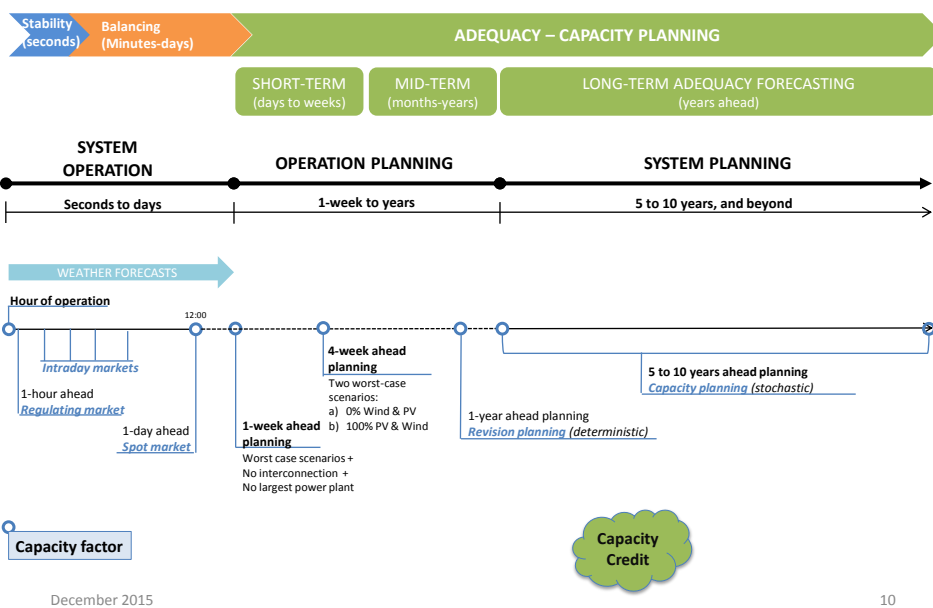 Stability
(seconds)
Balancing
(Minutes-days)
ADEQUACY – CAPACITY PLANNING
SHORT-TERM
(days to weeks)
MID-TERM
(months-years)
LONG-TERM ADEQUACY FORECASTING
(years ahead)
SYSTEM
OPERATION
OPERATION PLANNING
SYSTEM PLANNING
Seconds to days
1-week to years
5 to 10 years, and beyond
WEATHER FORECASTS
Hour of operation
12:00
Intraday markets
1-hour ahead
Regulating market
1-day ahead
Spot market
1-week ahead
planning
Worst case scenarios +
No interconnection +
No largest power plant
4-week ahead
planning
Two worst-case
scenarios:
a) 0% Wind & PV
b) 100% PV & Wind
1-year ahead planning
Revision planning (deterministic)
5 to 10 years ahead planning
Capacity planning (stochastic)
Capacity factor
Capacity
Credit
December 2015
10